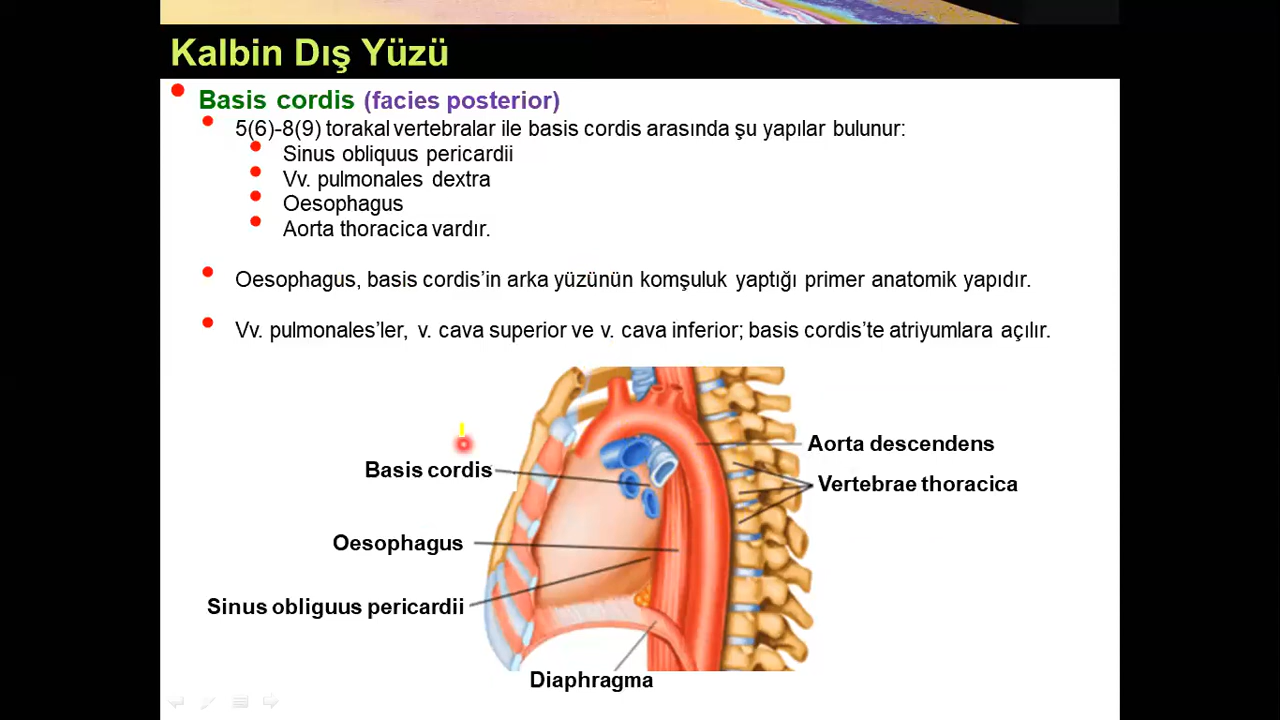 Kalbin Dış Yüzü
Basis cordis (facies posterior)
5(6)-8(9) torakal vertebralar ile basis cordis arasında şu yapılar bulunur:
Sinus obliquus pericardii
Vv. pulmonales dextra
Oesophagus
Aorta thoracica vardır.
Oesophagus, basis cordis’in arka yüzünün komşuluk yaptığı primer anatomik yapıdır.
Vv. pulmonales’ler, v. cava superior ve v. cava inferior; basis cordis’te atriyumlara açılır.
Aorta descendens
Basis cordis
Vertebrae thoracica
Oesophagus
Sinus obliguus pericardii
Diaphragma